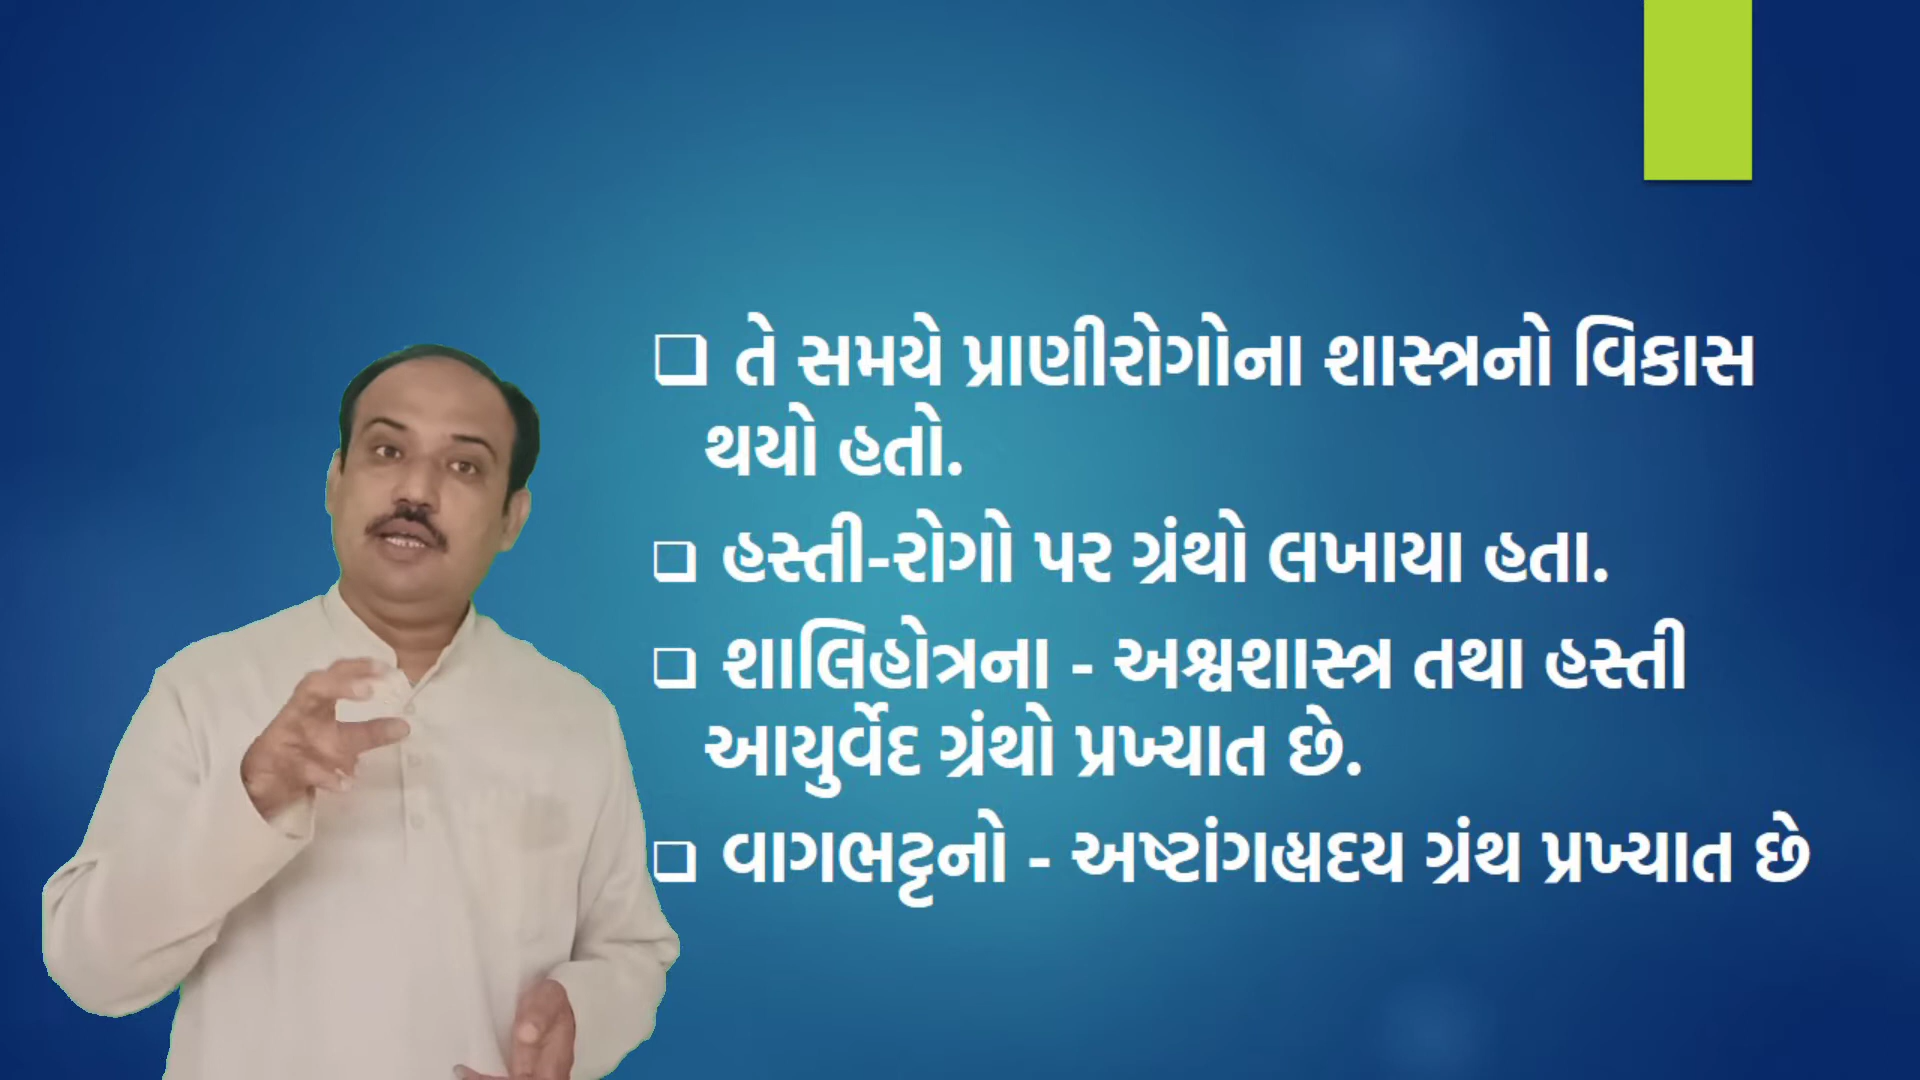 ❑ તે સમયે પ્રાણીરોગોના શાસ્ત્રનો વિકાસ
થયો હતો.
❑ હસ્તી-રોગો પર ગ્રંથો લખાયા હતા.
❑ શાલિહોત્રના - અશ્વશાસ્ત્ર તથા હસ્તી
આયુર્વેદ ગ્રંથો પ્રખ્યાત છે.
❑ વાગભટ્ટનો - અષ્ટાંગહ્રદય ગ્રંથ પ્રખ્યાત છે